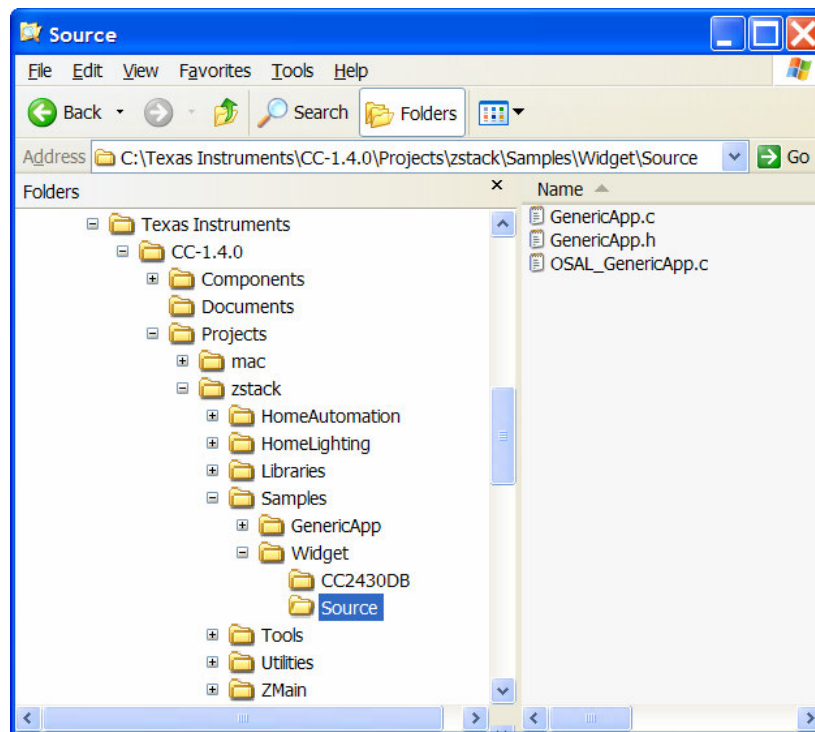 Source
File Edit View Favorites Tools Help
Back Search Folders
Address C:\Texas Instruments\CC-1.4.0\Projects\zstack\Samples\Widget\Source Go
Folders x Name
Texas Instruments
CC-1.4.0
Components
Documents
Projects
mac
zstack
HomeAutomation
HomeLighting
Libraries
Samples
GenericApp
Widget
CC2430DB
Source
Tools
Utilities
ZMain
GenericApp.c
GenericApp.h
OSAL_GenericApp.c